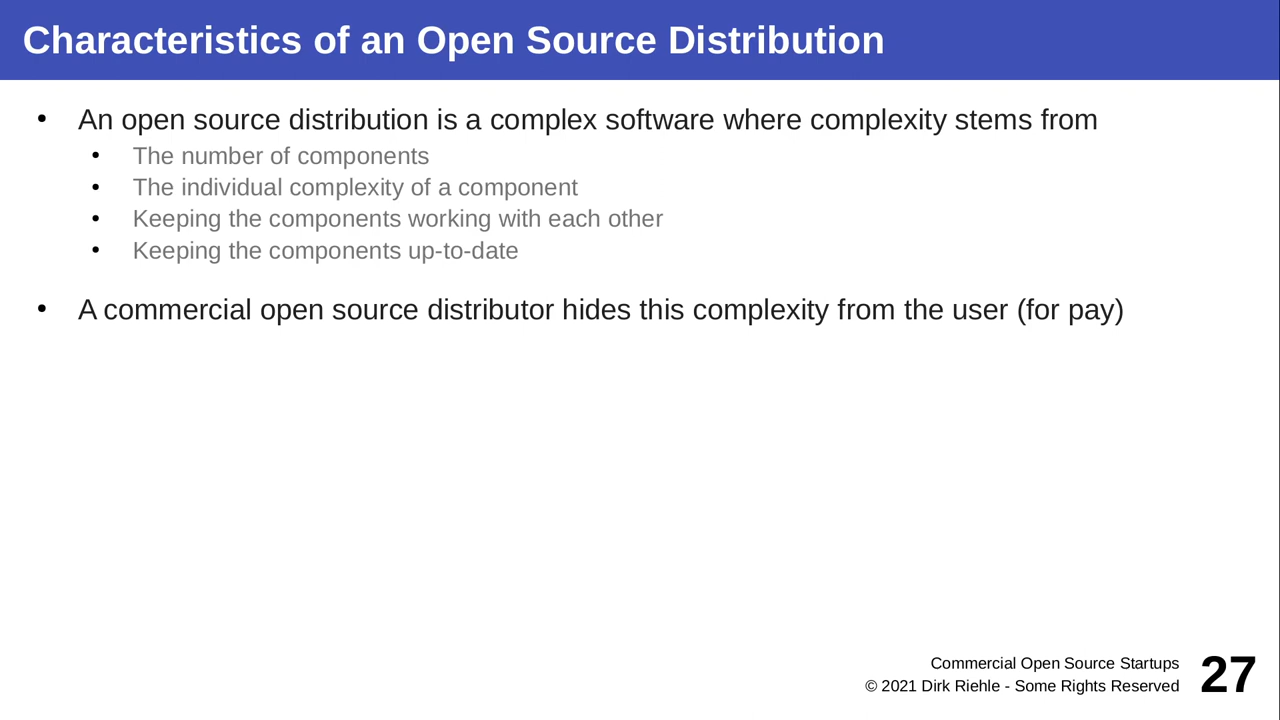 Characteristics of an Open Source Distribution
• An open source distribution is a complex software where complexity stems from
• The number of components
• The individual complexity of a component
• Keeping the components working with each other
• Keeping the components up-to-date
• A commercial open source distributor hides this complexity from the user (for pay)
Commercial Open Source Startups
© 2021 Dirk Riehle - Some Rights Reserved
27